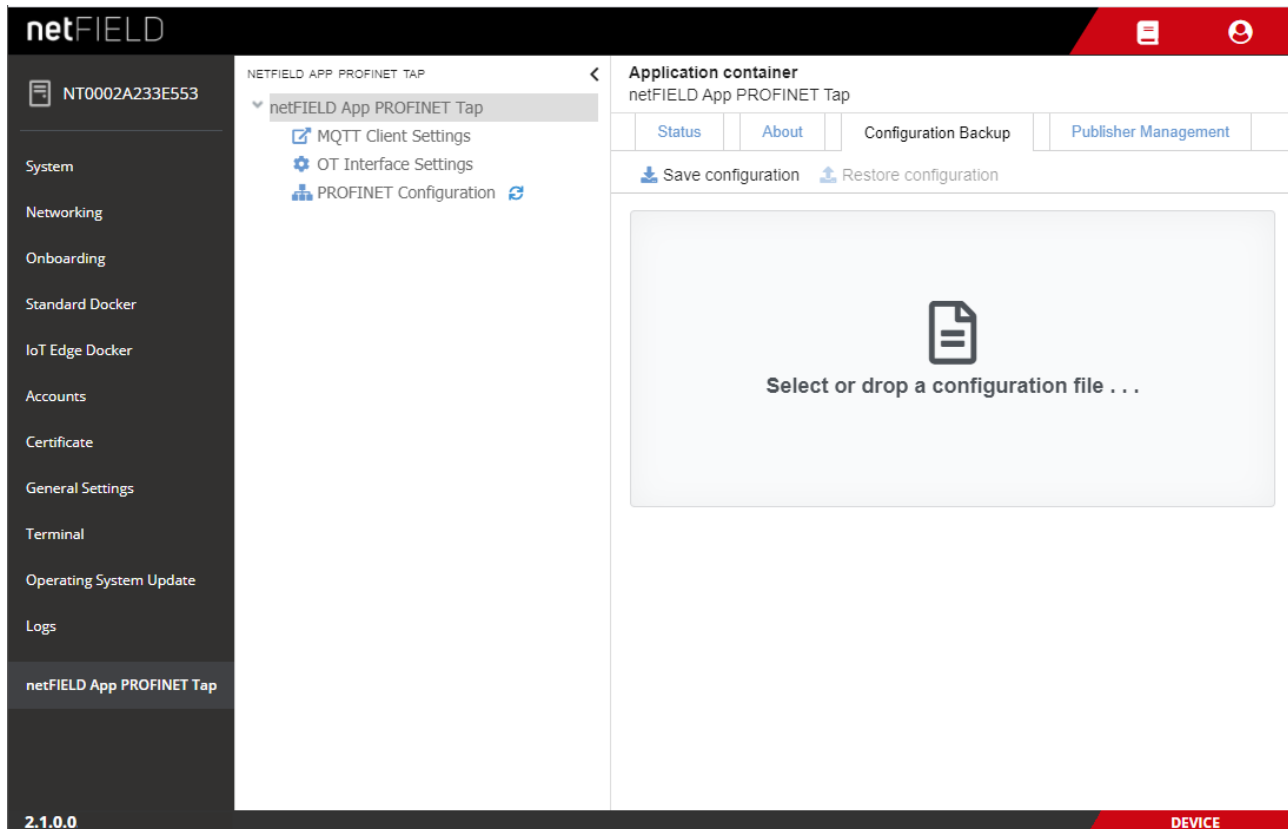 netFIELD
NT0002A233E553
System
Networking
Onboarding
Standard Docker
IoT Edge Docker
Accounts
Certificate
General Settings
Terminal
Operating System Update
Logs
netFIELD App PROFINET Tap
2.1.0.0
NETFIELD APP PROFINET TAP
netFIELD App PROFINET Tap
MQTT Client Settings
OT Interface Settings
PROFINET Configuration
Application container
netFIELD App PROFINET Tap
Status About Configuration Backup Publisher Management
Save configuration Restore configuration
Select or drop a configuration file . . .
DEVICE